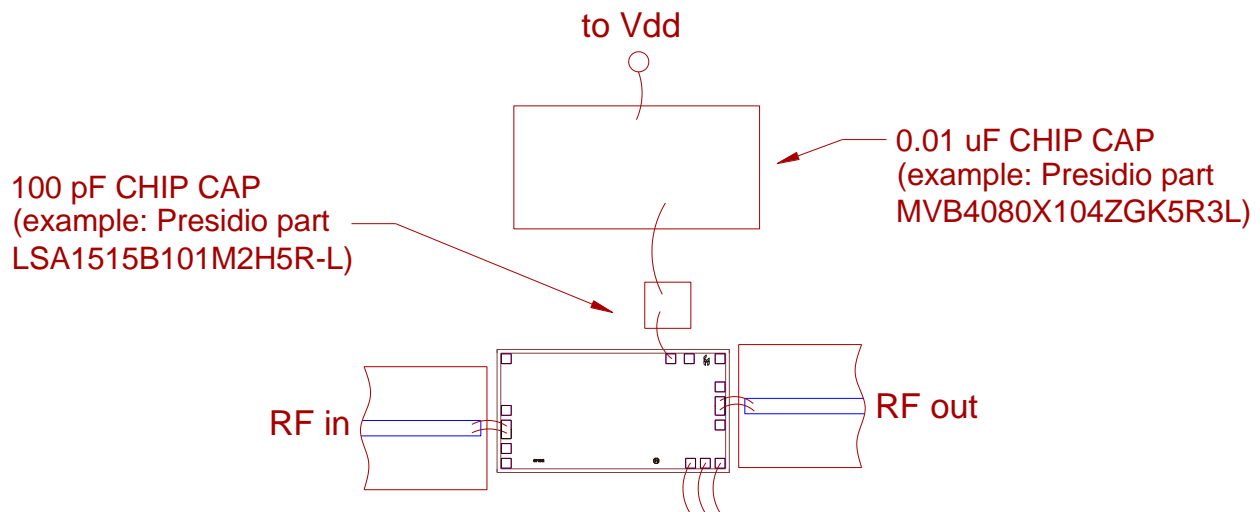 to Vdd
0.01 uF CHIP CAP
(example: Presidio part
MVB4080X104ZGK5R3L)
100 pF CHIP CAP
(example: Presidio part
LSA1515B101M2H5R-L)
RF in
RF out